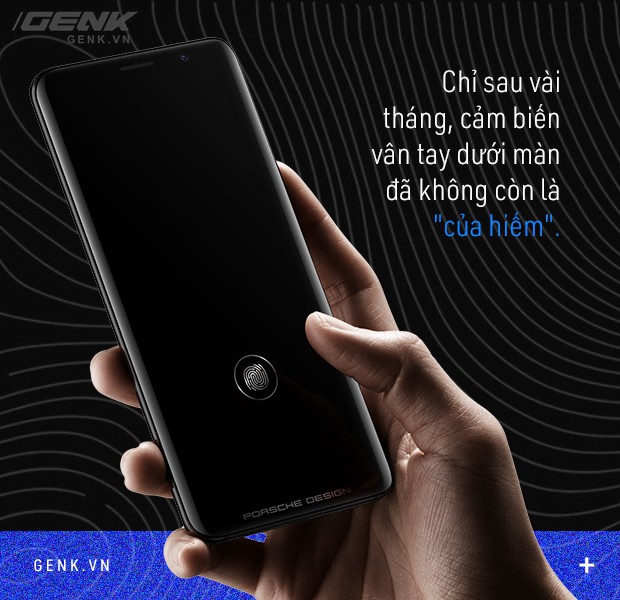 GENK
GENK.VN
Chỉ sau vài
tháng, cảm biến
vân tay dưới màn
đã không còn là
"của hiếm".
PORSCHE DESIGN
GENK.VN